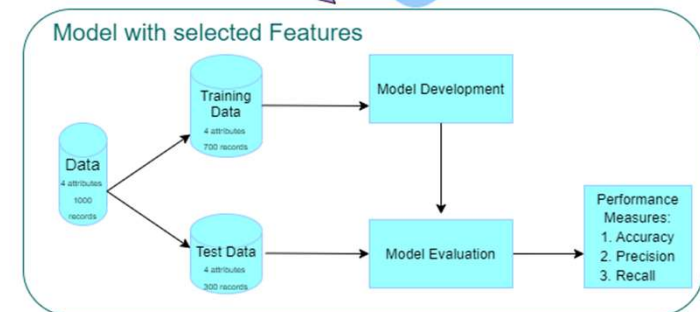 Model with selected Features
Training
Data
4 attributes
700 records
Model Development
Data
4 attributes
1000
records
Test Data
4 attributes
300 records
Model Evaluation
Performance
Measures:
1. Accuracy
2. Precision
3. Recall